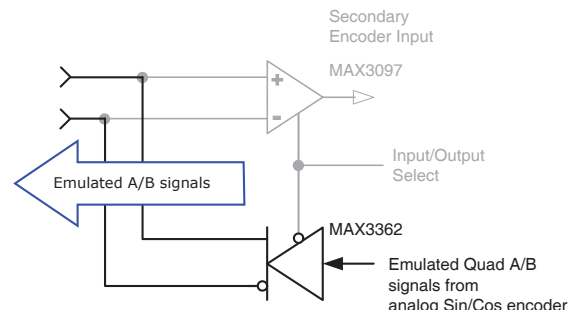 Secondary
Encoder Input
MAX3097
+
-
Input/Output
Select
Emulated A/B signals
MAX3362
Emulated Quad A/B
signals from
analog Sin/Cos encoder